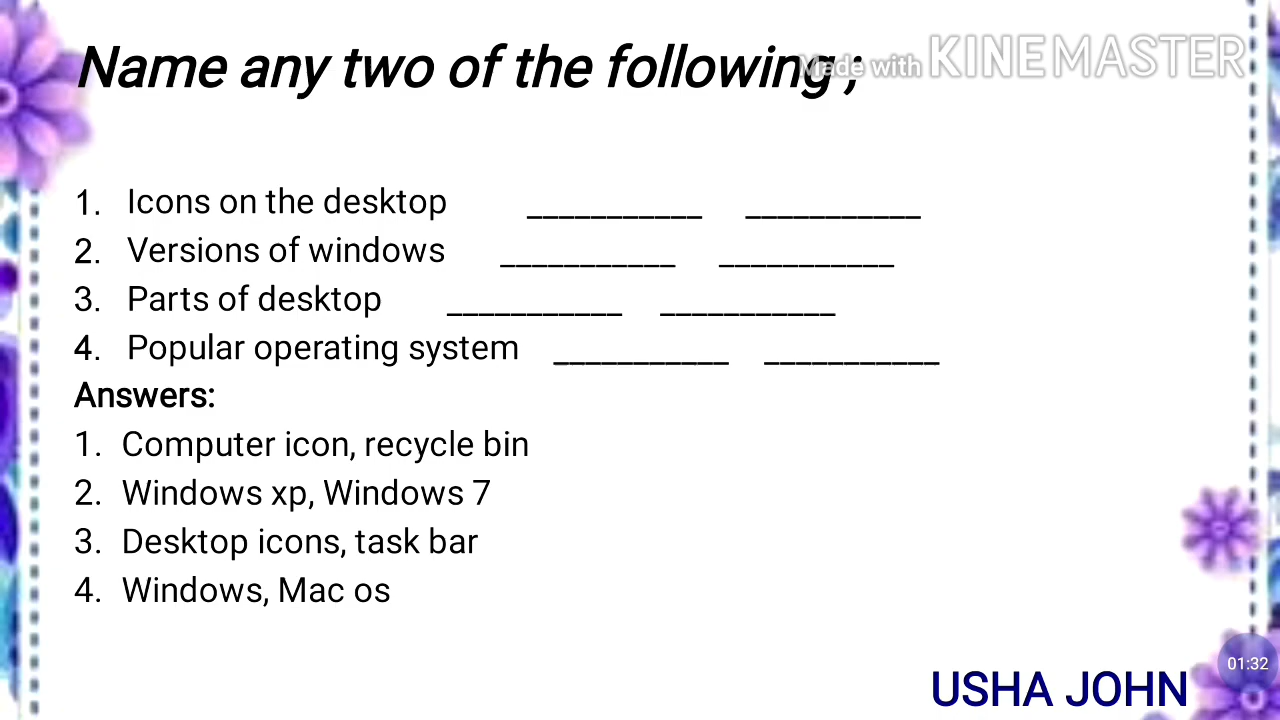 Name any two of the following ;
Made with KINEMASTER
1. Icons on the desktop ___________ ___________
2. Versions of windows ___________ ___________
3. Parts of desktop ___________ ___________
4. Popular operating system ___________ ___________
Answers:
1. Computer icon, recycle bin
2. Windows xp, Windows 7
3. Desktop icons, task bar
4. Windows, Mac os
01:32
USHA JOHN